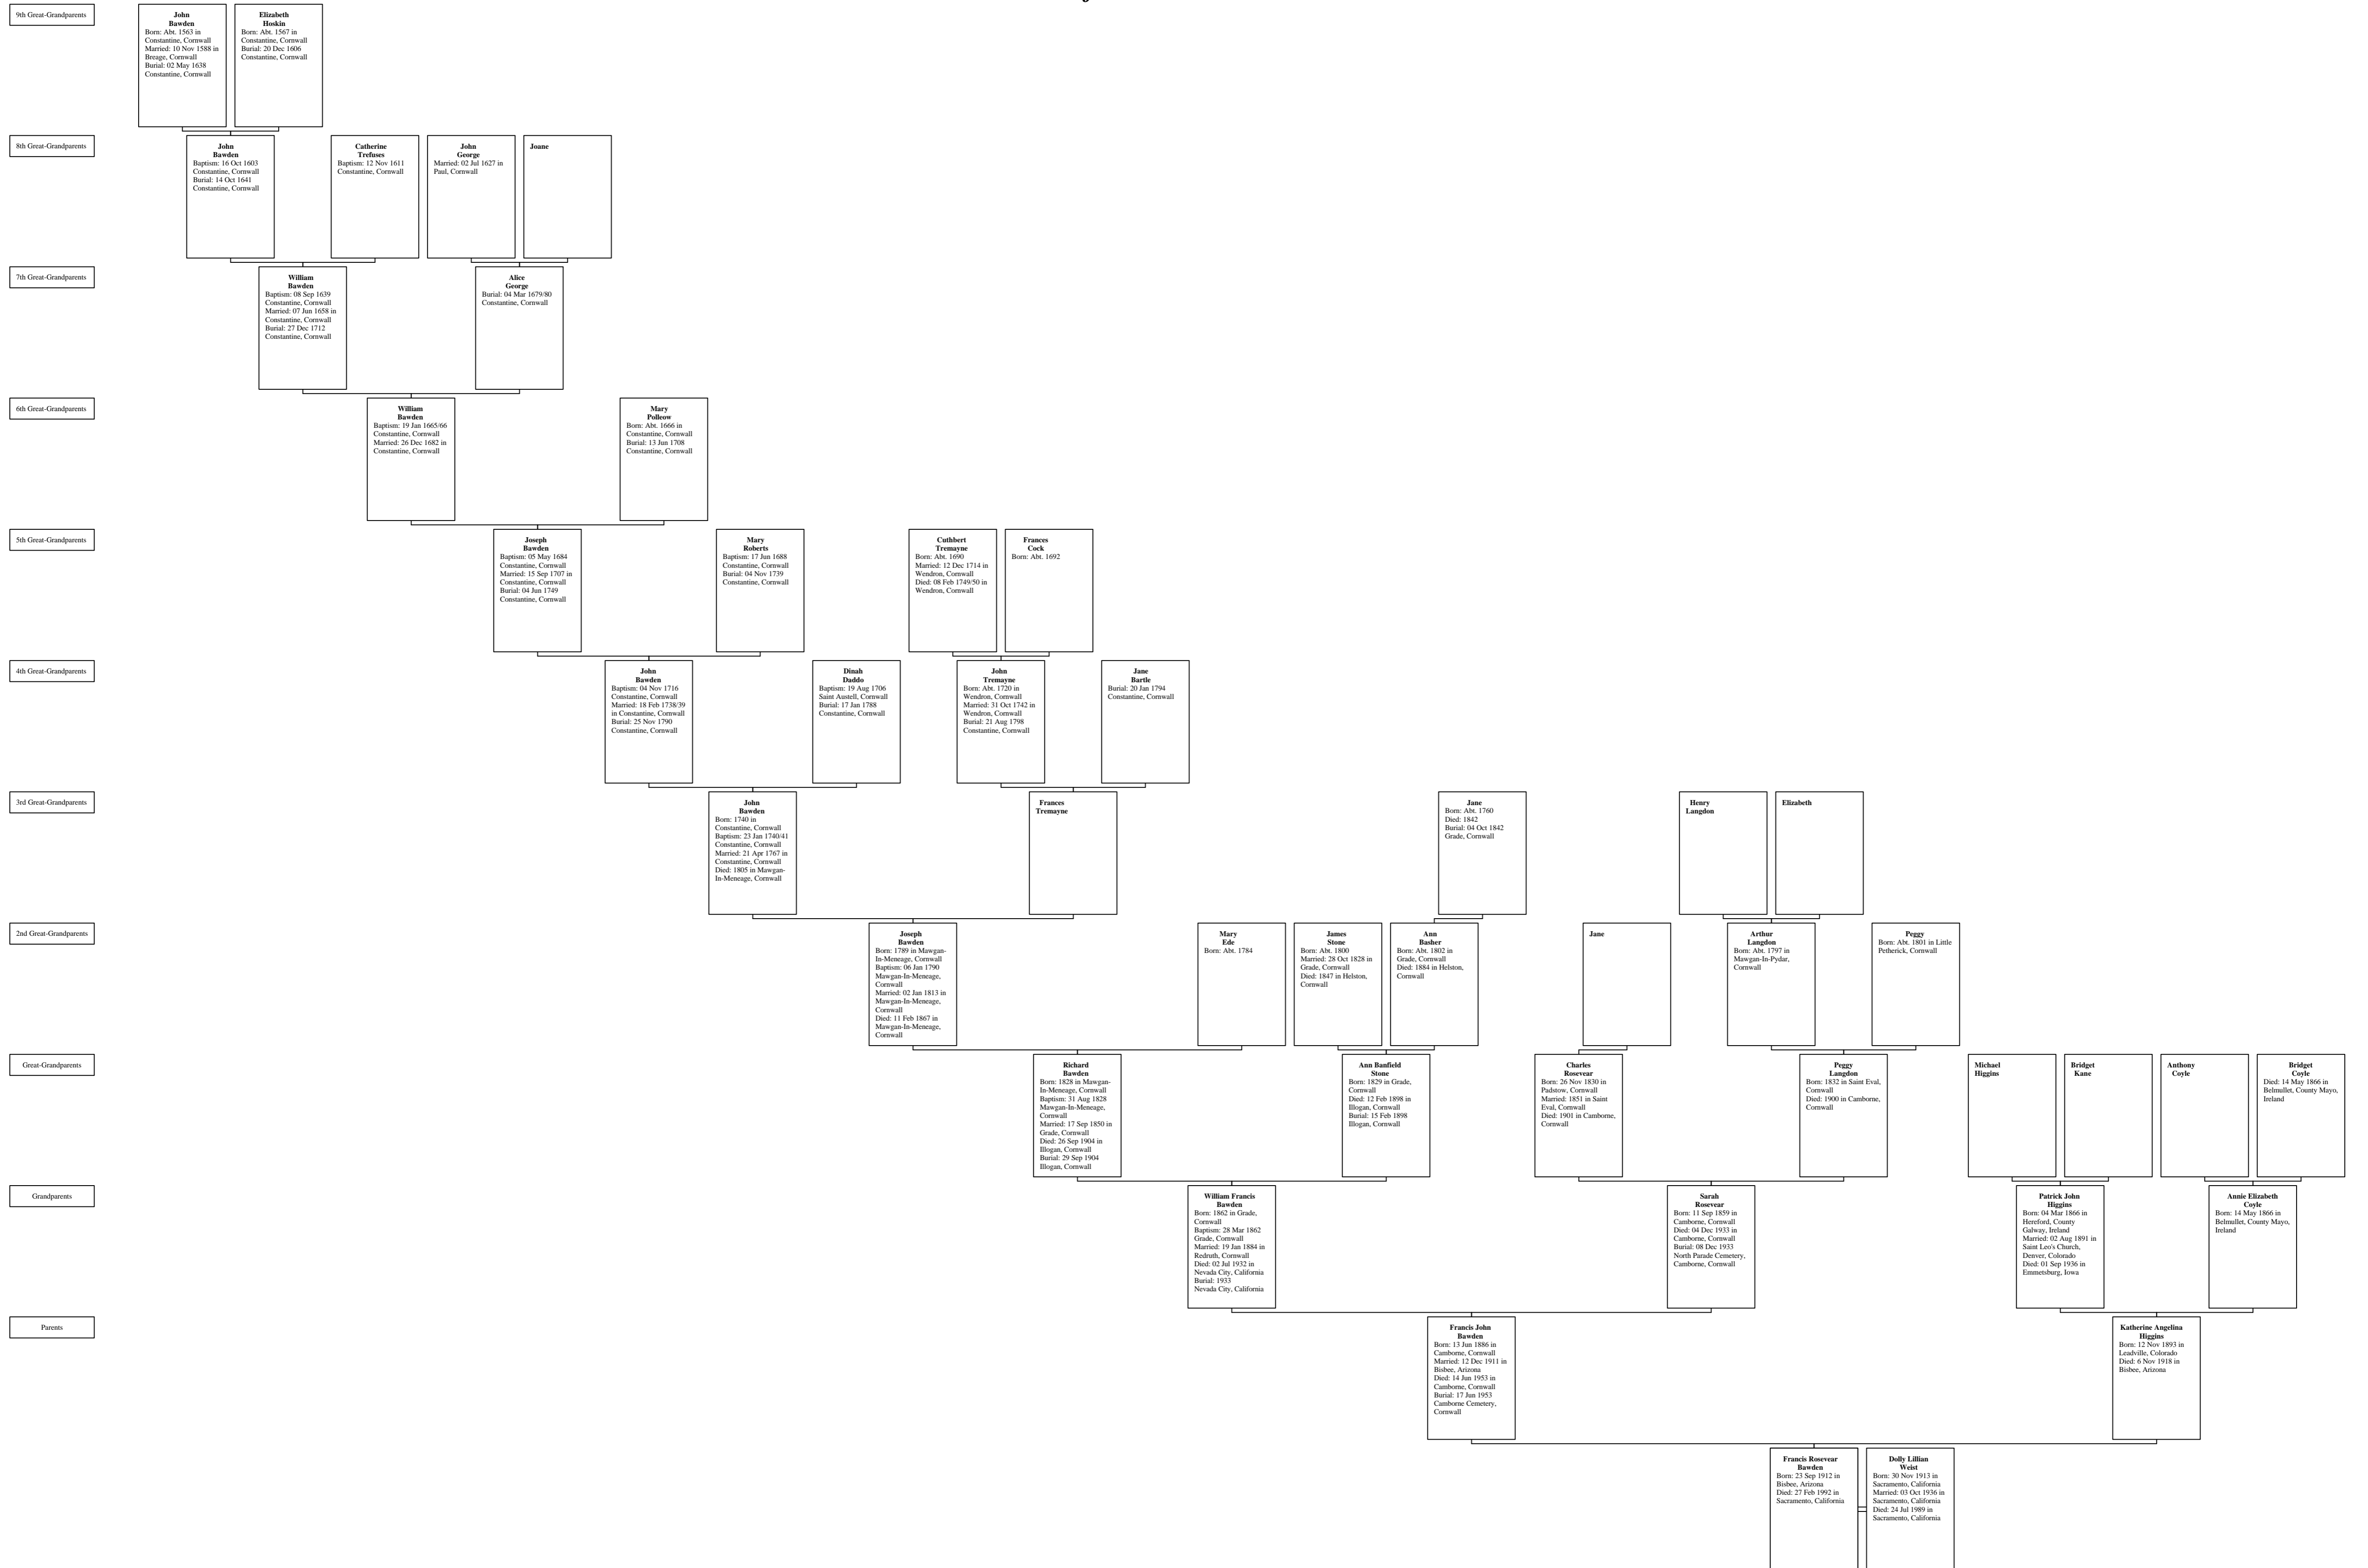 9th Great-Grandparents
John
Bawden
Born: Abt. 1563 in
Constantine, Cornwall
Married: 10 Nov 1588 in
Breage, Cornwall
Burial: 02 May 1638
Constantine, Cornwall
Elizabeth
Hoskin
Born: Abt. 1567 in
Constantine, Cornwall
Burial: 20 Dec 1606
Constantine, Cornwall
8th Great-Grandparents
John
Bawden
Baptism: 16 Oct 1603
Constantine, Cornwall
Burial: 14 Oct 1641
Constantine, Cornwall
Catherine
Trefuses
Baptism: 12 Nov 1611
Constantine, Cornwall
John
George
Married: 02 Jul 1627 in
Paul, Cornwall
Joane
7th Great-Grandparents
William
Bawden
Baptism: 08 Sep 1639
Constantine, Cornwall
Married: 07 Jun 1658 in
Constantine, Cornwall
Burial: 27 Dec 1712
Constantine, Cornwall
Alice
George
Burial: 04 Mar 1679/80
Constantine, Cornwall
6th Great-Grandparents
William
Bawden
Baptism: 19 Jan 1665/66
Constantine, Cornwall
Married: 26 Dec 1682 in
Constantine, Cornwall
Mary
Polleow
Born: Abt. 1666 in
Constantine, Cornwall
Burial: 13 Jun 1708
Constantine, Cornwall
5th Great-Grandparents
Joseph
Bawden
Baptism: 05 May 1684
Constantine, Cornwall
Married: 15 Sep 1707 in
Constantine, Cornwall
Burial: 04 Jun 1749
Constantine, Cornwall
Mary
Roberts
Baptism: 17 Jun 1688
Constantine, Cornwall
Burial: 04 Nov 1739
Constantine, Cornwall
Cuthbert
Tremayne
Born: Abt. 1690
Married: 12 Dec 1714 in
Wendron, Cornwall
Died: 08 Feb 1749/50 in
Wendron, Cornwall
Frances
Cock
Born: Abt. 1692
4th Great-Grandparents
John
Bawden
Baptism: 04 Nov 1716
Constantine, Cornwall
Married: 18 Feb 1738/39
in Constantine, Cornwall
Burial: 25 Nov 1790
Constantine, Cornwall
Dinah
Daddo
Baptism: 19 Aug 1706
Saint Austell, Cornwall
Burial: 17 Jan 1788
Constantine, Cornwall
John
Tremayne
Born: Abt. 1720 in
Wendron, Cornwall
Married: 31 Oct 1742 in
Wendron, Cornwall
Burial: 21 Aug 1798
Constantine, Cornwall
Jane
Bartle
Burial: 20 Jan 1794
Constantine, Cornwall
3rd Great-Grandparents
John
Bawden
Born: 1740 in
Constantine, Cornwall
Baptism: 23 Jan 1740/41
Constantine, Cornwall
Married: 21 Apr 1767 in
Constantine, Cornwall
Died: 1805 in Mawgan-
In-Meneage, Cornwall
Frances
Tremayne
Jane
Born: Abt. 1760
Died: 1842
Burial: 04 Oct 1842
Grade, Cornwall
Henry
Langdon
Elizabeth
2nd Great-Grandparents
Joseph
Bawden
Born: 1789 in Mawgan-
In-Meneage, Cornwall
Baptism: 06 Jan 1790
Mawgan-In-Meneage,
Cornwall
Married: 02 Jan 1813 in
Mawgan-In-Meneage,
Cornwall
Died: 11 Feb 1867 in
Mawgan-In-Meneage,
Cornwall
Mary
Ede
Born: Abt. 1784
James
Stone
Born: Abt. 1800
Married: 28 Oct 1828 in
Grade, Cornwall
Died: 1847 in Helston,
Cornwall
Ann
Basher
Born: Abt. 1802 in
Grade, Cornwall
Died: 1884 in Helston,
Cornwall
Jane
Arthur
Langdon
Born: Abt. 1797 in
Mawgan-In-Pydar,
Cornwall
Peggy
Born: Abt. 1801 in Little
Petherick, Cornwall
Great-Grandparents
Richard
Bawden
Born: 1828 in Mawgan-
In-Meneage, Cornwall
Baptism: 31 Aug 1828
Mawgan-In-Meneage,
Cornwall
Married: 17 Sep 1850 in
Grade, Cornwall
Died: 26 Sep 1904 in
Illogan, Cornwall
Burial: 29 Sep 1904
Illogan, Cornwall
Ann Banfield
Stone
Born: 1829 in Grade,
Cornwall
Died: 12 Feb 1898 in
Illogan, Cornwall
Burial: 15 Feb 1898
Illogan, Cornwall
Charles
Rosevear
Born: 26 Nov 1830 in
Padstow, Cornwall
Married: 1851 in Saint
Eval, Cornwall
Died: 1901 in Camborne,
Cornwall
Peggy
Langdon
Born: 1832 in Saint Eval,
Cornwall
Died: 1900 in Camborne,
Cornwall
Michael
Higgins
Bridget
Kane
Anthony
Coyle
Bridget
Coyle
Died: 14 May 1866 in
Belmullet, County Mayo,
Ireland
Grandparents
William Francis
Bawden
Born: 1862 in Grade,
Cornwall
Baptism: 28 Mar 1862
Grade, Cornwall
Married: 19 Jan 1884 in
Redruth, Cornwall
Died: 02 Jul 1932 in
Nevada City, California
Burial: 1933
Nevada City, California
Sarah
Rosevear
Born: 11 Sep 1859 in
Camborne, Cornwall
Died: 04 Dec 1933 in
Camborne, Cornwall
Burial: 08 Dec 1933
North Parade Cemetery,
Camborne, Cornwall
Patrick John
Higgins
Born: 04 Mar 1866 in
Hereford, County
Galway, Ireland
Married: 02 Aug 1891 in
Saint Leo's Church,
Denver, Colorado
Died: 01 Sep 1936 in
Emmetsburg, Iowa
Annie Elizabeth
Coyle
Born: 14 May 1866 in
Belmullet, County Mayo,
Ireland
Parents
Francis John
Bawden
Born: 13 Jun 1886 in
Camborne, Cornwall
Married: 12 Dec 1911 in
Bisbee, Arizona
Died: 14 Jun 1953 in
Camborne, Cornwall
Burial: 17 Jun 1953
Camborne Cemetery,
Cornwall
Katherine Angelina
Higgins
Born: 12 Nov 1893 in
Leadville, Colorado
Died: 6 Nov 1918 in
Bisbee, Arizona
Francis Rosevear
Bawden
Born: 23 Sep 1912 in
Bisbee, Arizona
Died: 27 Feb 1992 in
Sacramento, California
Dolly Lillian
Weist
Born: 30 Nov 1913 in
Sacramento, California
Married: 03 Oct 1936 in
Sacramento, California
Died: 24 Jul 1989 in
Sacramento, California